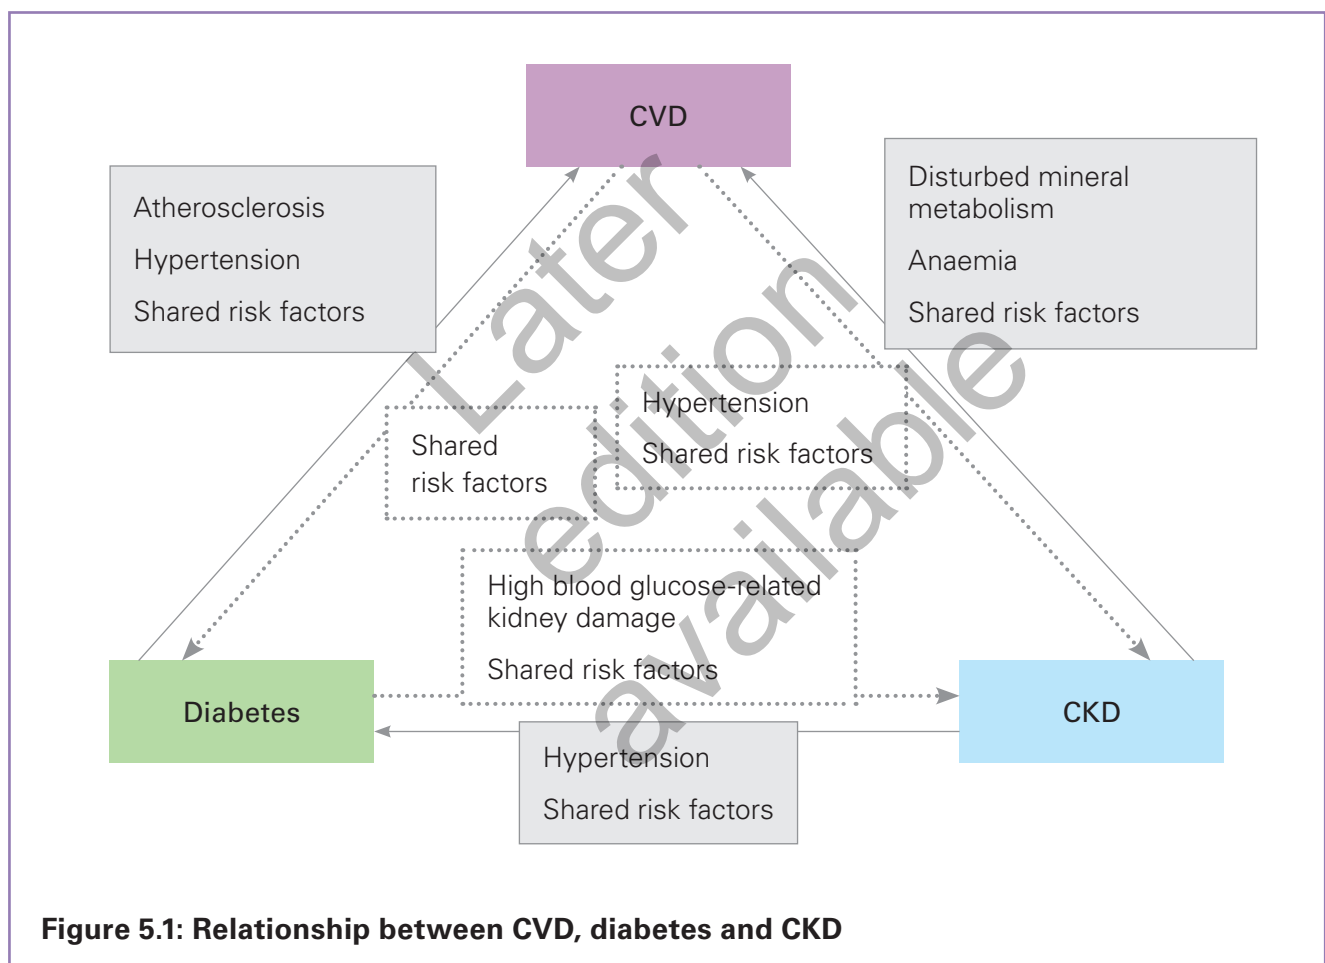 CVD
Atherosclerosis
Hypertension
Shared risk factors
Disturbed mineral
metabolism
Anaemia
Shared risk factors
Shared
risk factors
Hypertension
Shared risk factors
High blood glucose-related
kidney damage
Shared risk factors
Diabetes
CKD
Hypertension
Shared risk factors
Later
edition
available
Figure 5.1: Relationship between CVD, diabetes and CKD